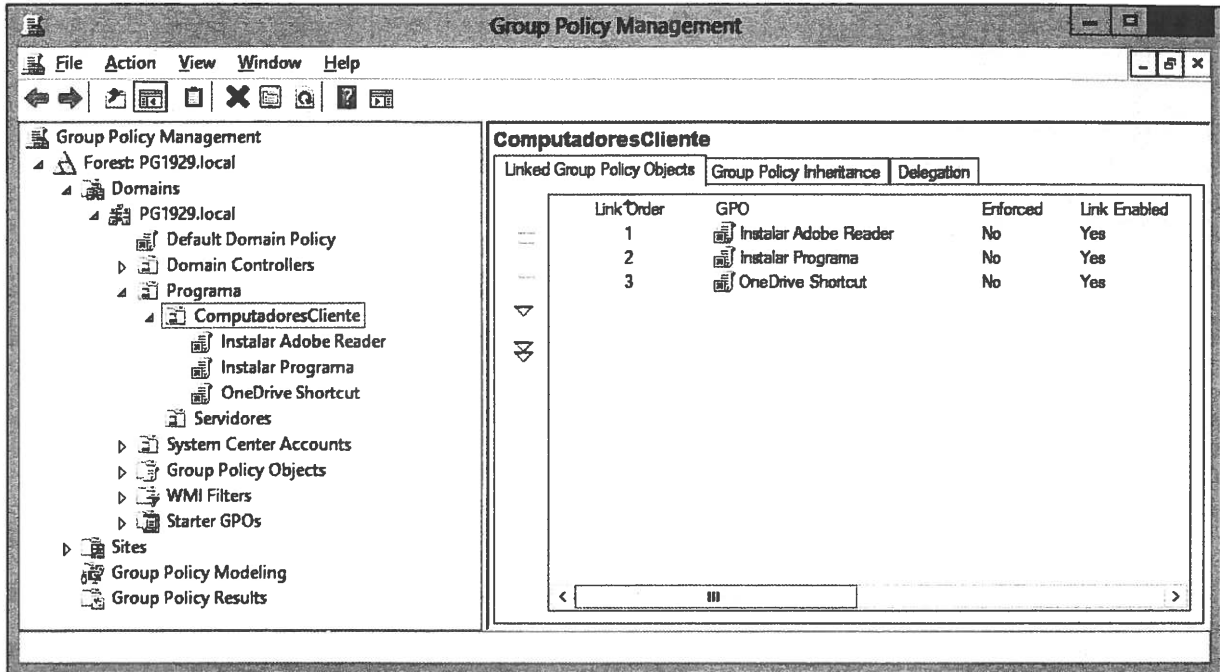 Group Policy Management
File Action View Window Help
Group Policy Management
Forest: PG1929.local
Domains
PG1929.local
Default Domain Policy
Domain Controllers
Programa
ComputadoresCliente
Instalar Adobe Reader
Instalar Programa
OneDrive Shortcut
Servidores
System Center Accounts
Group Policy Objects
WMI Filters
Starter GPOs
Sites
Group Policy Modeling
Group Policy Results
ComputadoresCliente
Linked Group Policy Objects Group Policy Inheritance Delegation
Link Order GPO Enforced Link Enabled
1 Instalar Adobe Reader No Yes
2 Instalar Programa No Yes
3 OneDrive Shortcut No Yes